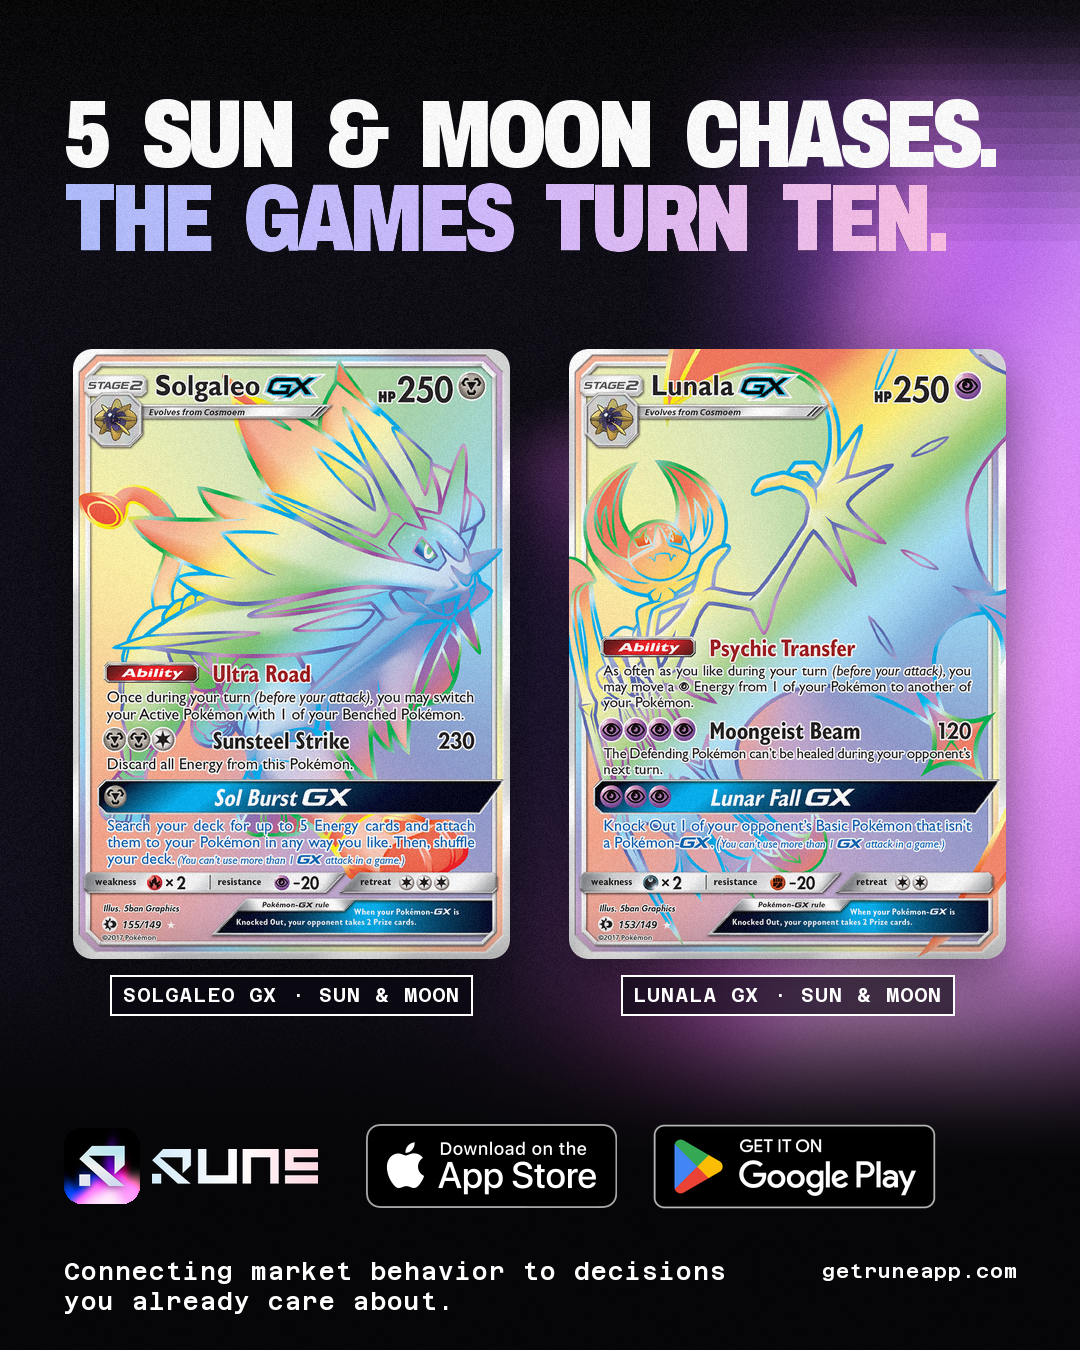 5 SUN & MOON CHASES.
THE GAMES TURN TEN.
STAGE2 Solgaleo GX HP250
Evolves from Cosmoem
Ability Ultra Road
Once during your turn (before your attack), you may switch
your Active Pokémon with 1 of your Benched Pokémon.
Sunsteel Strike 230
Discard all Energy from this Pokémon.
Sol Burst GX
Search your deck for up to 5 Energy cards and attach
them to your Pokémon in any way you like. Then, shuffle
your deck. (You can't use more than 1 GX attack in a game.)
weakness ×2 resistance -20 retreat
Illus. 5ban Graphics
Pokémon-GX rule
When your Pokémon-GX is
Knocked Out, your opponent takes 2 Prize cards.
155/149
©2017 Pokémon
STAGE2 Lunala GX HP250
Evolves from Cosmoem
Ability Psychic Transfer
As often as you like during your turn (before your attack), you
may move a Energy from 1 of your Pokémon to another of
your Pokémon.
Moongeist Beam 120
The Defending Pokémon can't be healed during your opponent's
next turn.
Lunar Fall GX
Knock Out 1 of your opponent's Basic Pokémon that isn't
a Pokémon-GX. (You can't use more than 1 GX attack in a game.)
weakness ×2 resistance -20 retreat
Illus. 5ban Graphics
Pokémon-GX rule
When your Pokémon-GX is
Knocked Out, your opponent takes 2 Prize cards.
153/149
©2017 Pokémon
SOLGALEO GX · SUN & MOON
LUNALA GX · SUN & MOON
RUNE
Download on the
App Store
GET IT ON
Google Play
Connecting market behavior to decisions
you already care about.
getruneapp.com